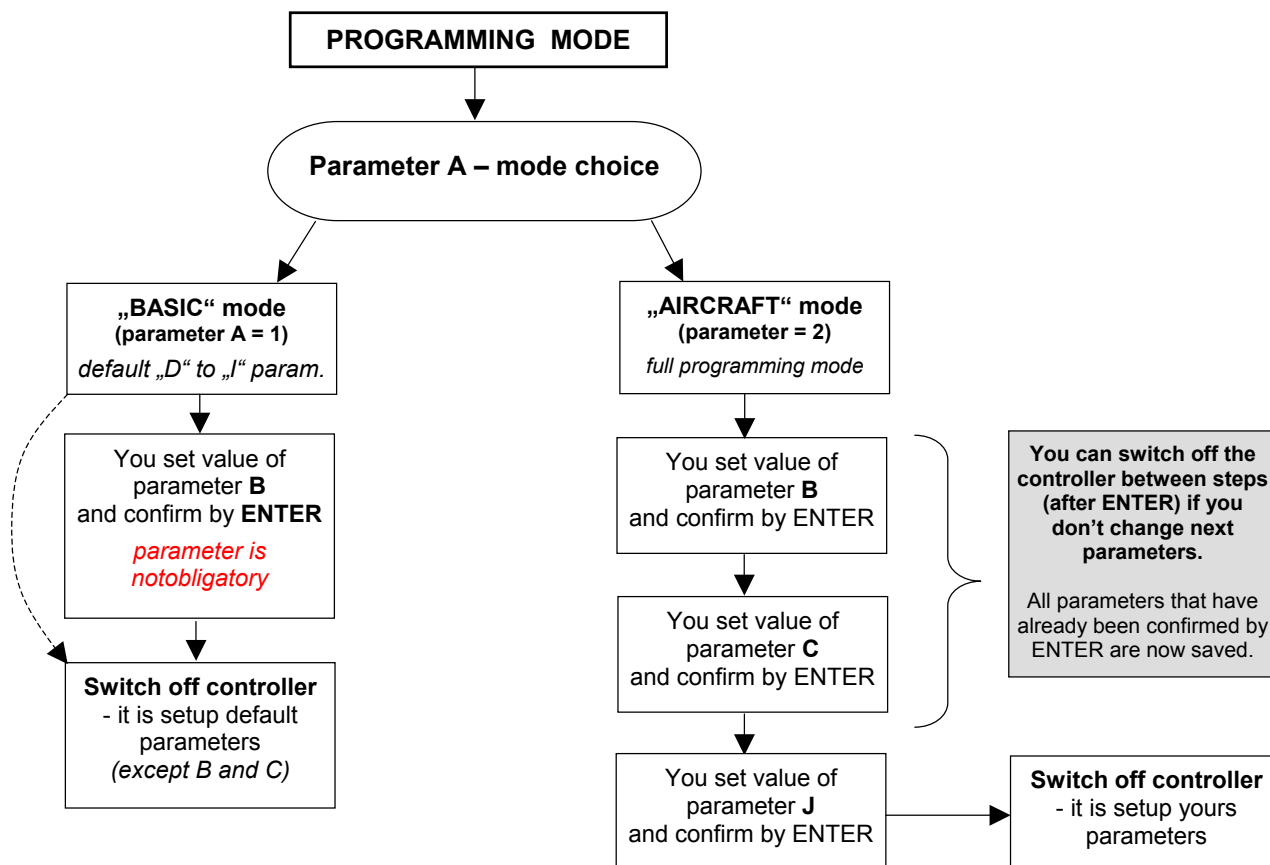 PROGRAMMING MODE
Parameter A – mode choice
„BASIC“ mode
(parameter A = 1)
default „D“ to „I“ param.
You set value of
parameter B
and confirm by ENTER
parameter is
notobligatory
Switch off controller
- it is setup default
parameters
(except B and C)
„AIRCRAFT“ mode
(parameter = 2)
full programming mode
You set value of
parameter B
and confirm by ENTER
You set value of
parameter C
and confirm by ENTER
You set value of
parameter J
and confirm by ENTER
You can switch off the
controller between steps
(after ENTER) if you
don’t change next
parameters.
All parameters that have
already been confirmed by
ENTER are now saved.
Switch off controller
- it is setup yours
parameters